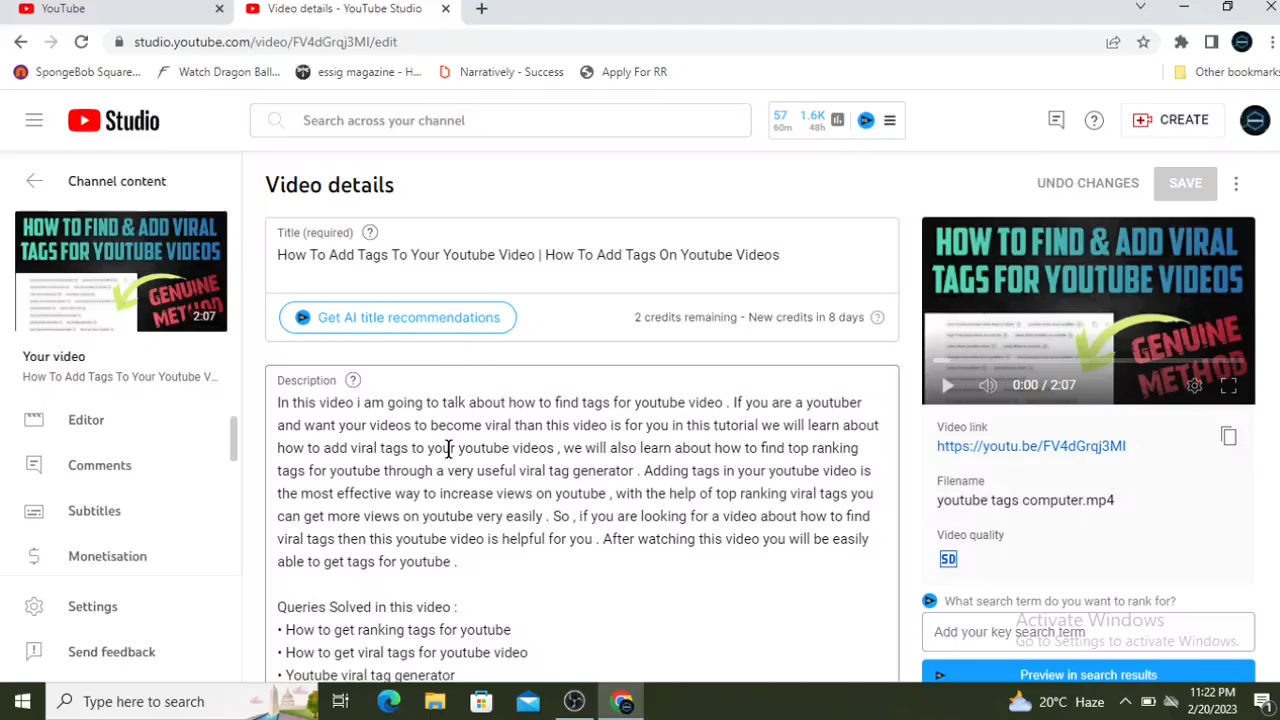 YouTube
Video details - YouTube Studio
studio.youtube.com/video/FV4dGrqj3MI/edit
SpongeBob Square...
Watch Dragon Ball...
essig magazine - H...
Narratively - Success
Apply For RR
Other bookmarks
Studio
Search across your channel
57
60m
1.6K
48h
CREATE
Channel content
Video details
UNDO CHANGES
SAVE
HOW TO FIND & ADD VIRAL
TAGS FOR YOUTUBE VIDEOS
GENUINE
METHOD
2:07
Your video
How To Add Tags To Your Youtube V...
Editor
Comments
Subtitles
Monetisation
Settings
Send feedback
Title (required)
How To Add Tags To Your Youtube Video | How To Add Tags On Youtube Videos
Get AI title recommendations
2 credits remaining - New credits in 8 days
Description
In this video i am going to talk about how to find tags for youtube video . If you are a youtuber
and want your videos to become viral than this video is for you in this tutorial we will learn about
how to add viral tags to your youtube videos , we will also learn about how to find top ranking
tags for youtube through a very useful viral tag generator . Adding tags in your youtube video is
the most effective way to increase views on youtube , with the help of top ranking viral tags you
can get more views on youtube very easily . So , if you are looking for a video about how to find
viral tags then this youtube video is helpful for you . After watching this video you will be easily
able to get tags for youtube .
Queries Solved in this video :
• How to get ranking tags for youtube
• How to get viral tags for youtube video
• Youtube viral tag generator
HOW TO FIND & ADD VIRAL
TAGS FOR YOUTUBE VIDEOS
GENUINE
METHOD
0:00 / 2:07
Video link
https://youtu.be/FV4dGrqj3MI
Filename
youtube tags computer.mp4
Video quality
SD
What search term do you want to rank for?
Add your key search term
Activate Windows
Go to Settings to activate Windows.
Preview in search results
Type here to search
20°C Haze
11:22 PM
2/20/2023